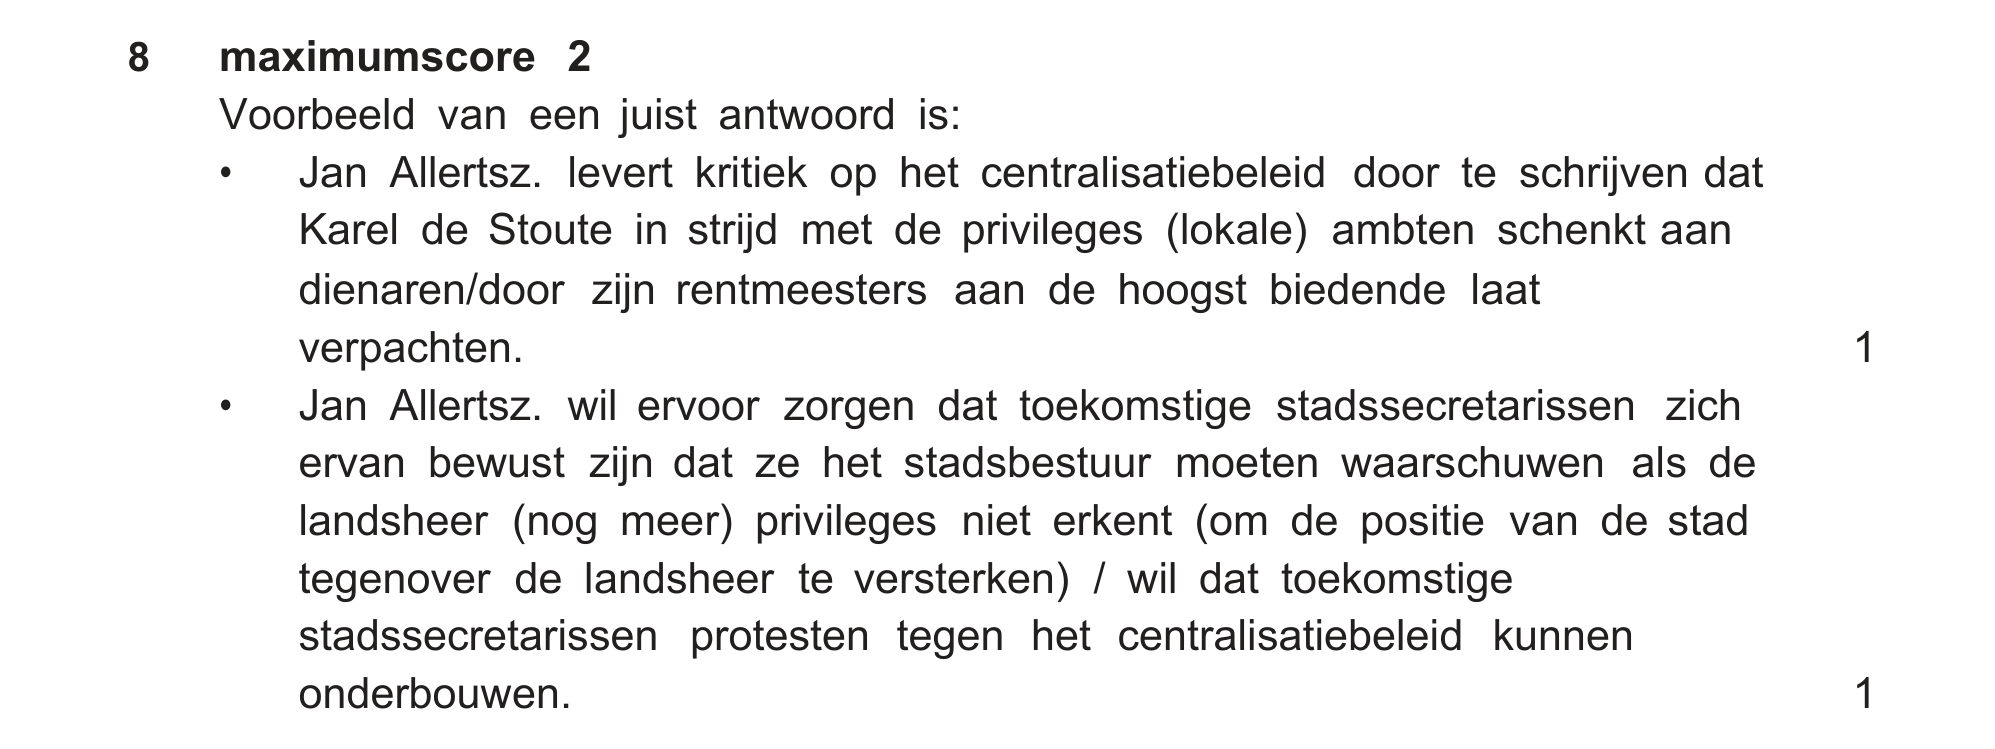 8 maximumscore 2
Voorbeeld van een juist antwoord is:
• Jan Allertsz. levert kritiek op het centralisatiebeleid door te schrijven dat
Karel de Stoute in strijd met de privileges (lokale) ambten schenkt aan
dienaren/door zijn rentmeesters aan de hoogst biedende laat
verpachten. 1
• Jan Allertsz. wil ervoor zorgen dat toekomstige stadssecretarissen zich
ervan bewust zijn dat ze het stadsbestuur moeten waarschuwen als de
landsheer (nog meer) privileges niet erkent (om de positie van de stad
tegenover de landsheer te versterken) / wil dat toekomstige
stadssecretarissen protesten tegen het centralisatiebeleid kunnen
onderbouwen. 1